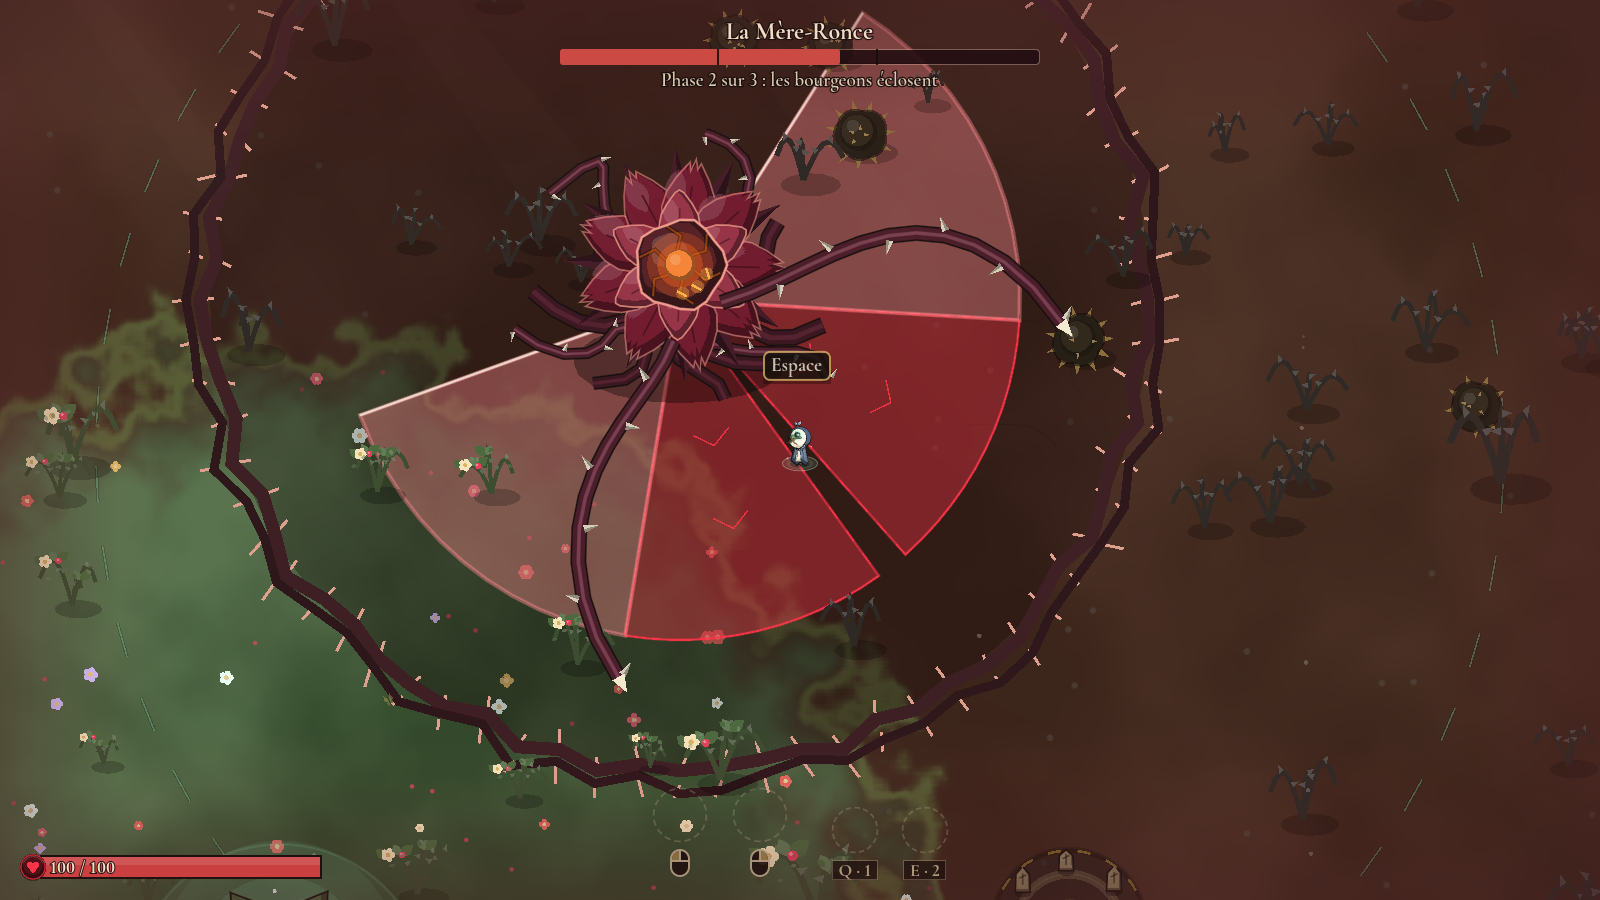 La Mère-Ronce
Phase 2 sur 3 : les bourgeons éclosent
Espace
100 / 100
Q · 1
E · 2